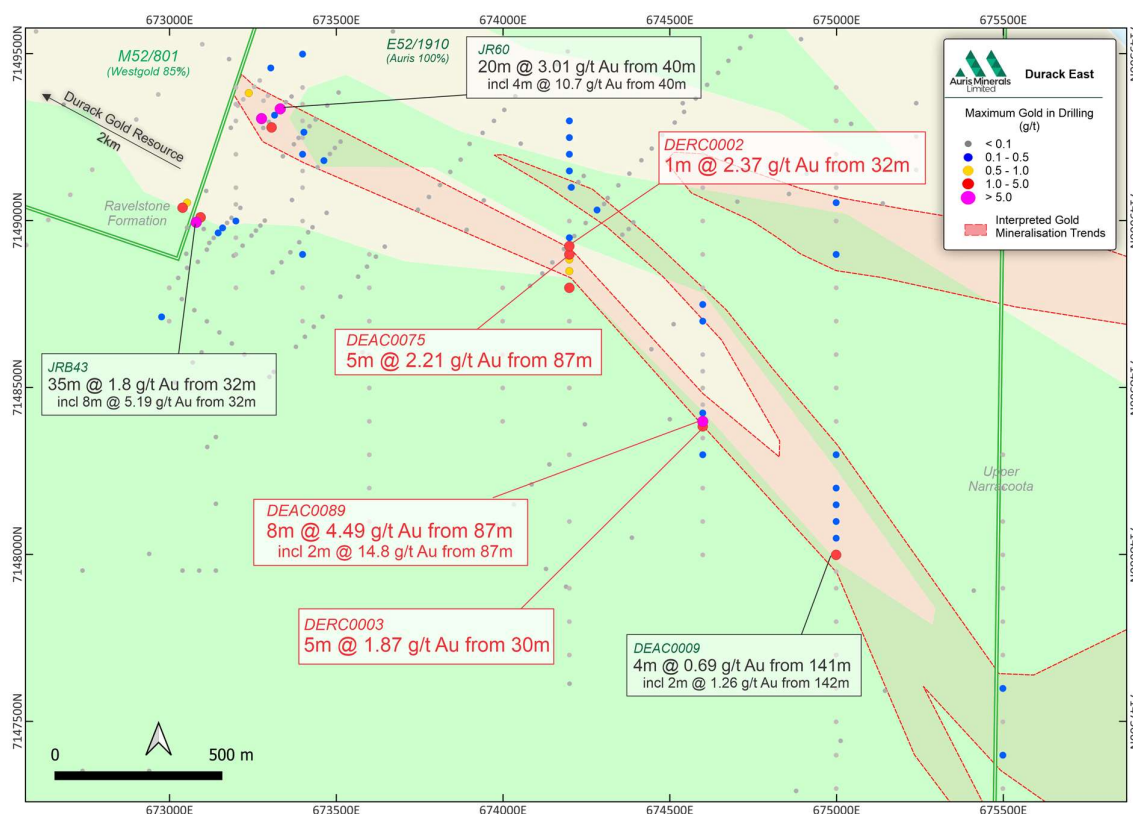 673000E
673500E
674000E
674500E
675000E
675500E
7149500N
7149000N
7148500N
7148000N
7147500N
M52/801
(Westgold 85%)
E52/1910
(Auris 100%)
Durack Gold Resource
2km
Ravelstone
Formation
JR60
20m @ 3.01 g/t Au from 40m
incl 4m @ 10.7 g/t Au from 40m
DERC0002
1m @ 2.37 g/t Au from 32m
Auris Minerals
Limited
Durack East
Maximum Gold in Drilling
(g/t)
< 0.1
0.1 - 0.5
0.5 - 1.0
1.0 - 5.0
> 5.0
Interpreted Gold
Mineralisation Trends
DEAC0075
5m @ 2.21 g/t Au from 87m
JRB43
35m @ 1.8 g/t Au from 32m
incl 8m @ 5.19 g/t Au from 32m
Upper
Narracoota
DEAC0089
8m @ 4.49 g/t Au from 87m
incl 2m @ 14.8 g/t Au from 87m
DERC0003
5m @ 1.87 g/t Au from 30m
DEAC0009
4m @ 0.69 g/t Au from 141m
incl 2m @ 1.26 g/t Au from 142m
0
500 m
673000E
673500E
674000E
674500E
675000E
675500E